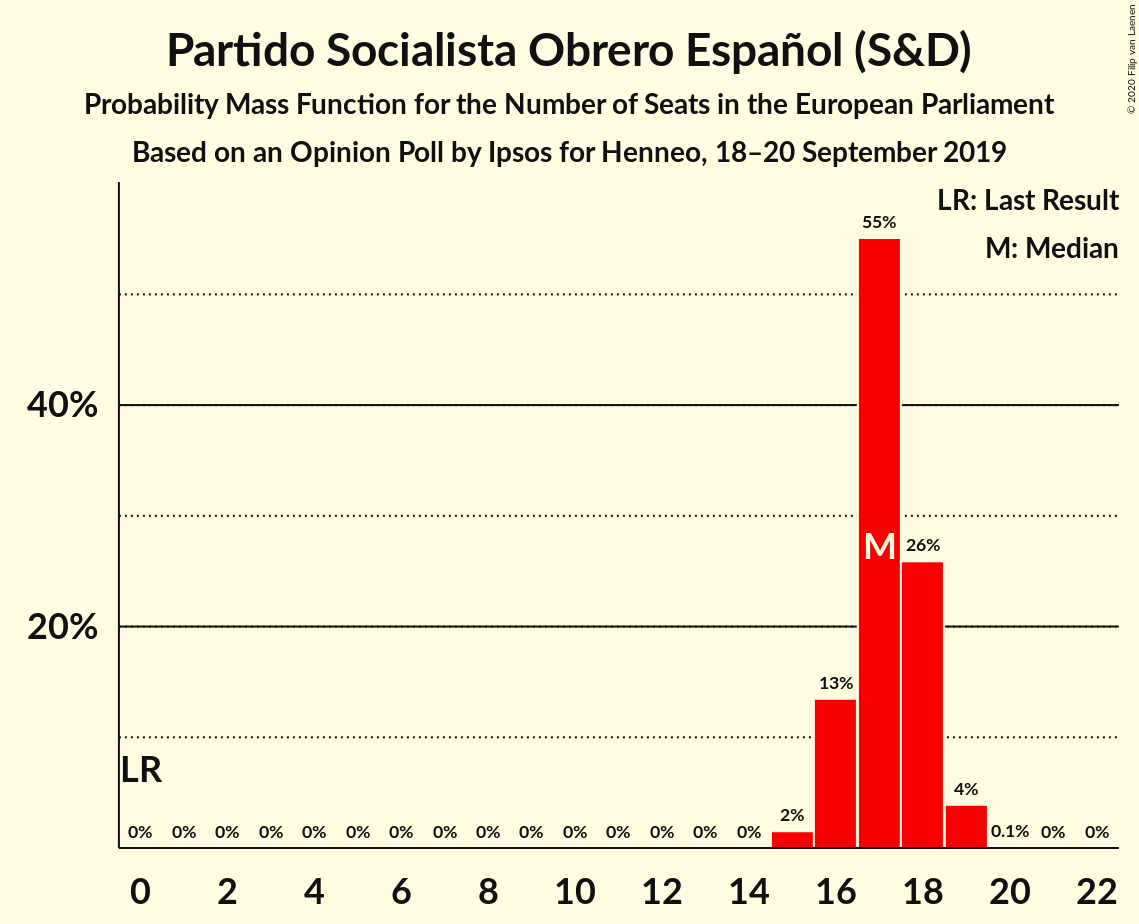 Partido Socialista Obrero Español (S&D)
Probability Mass Function for the Number of Seats in the European Parliament
Based on an Opinion Poll by Ipsos for Henneo, 18–20 September 2019
© 2020 Filip van Laenen
LR: Last Result
M: Median
55%
40%
M
26%
20%
13%
LR
4%
2%
0% 0% 0% 0% 0% 0% 0% 0% 0% 0% 0% 0% 0% 0% 0% 0.1% 0% 0%
0 2 4 6 8 10 12 14 16 18 20 22